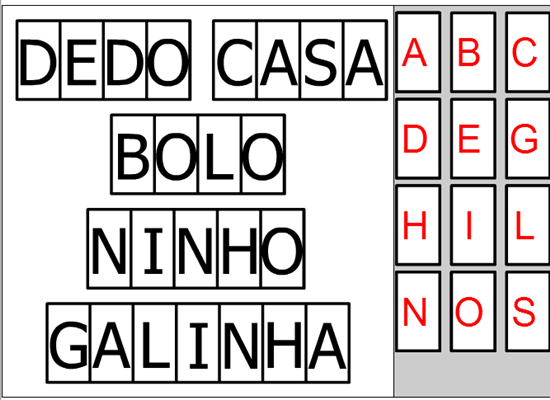 DEDO CASA
BOLO
NINHO
GALINHA
A B C
D E G
H I L
N O S